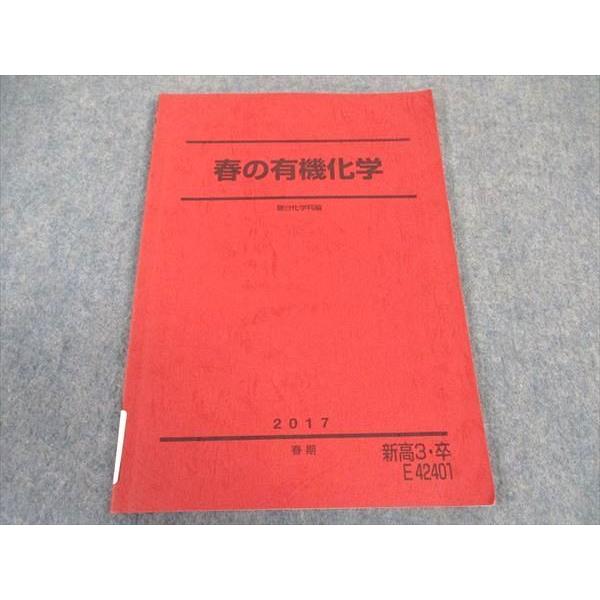 春の有機化学
駿台化学科編
2017
春期
新高3・卒
E42401